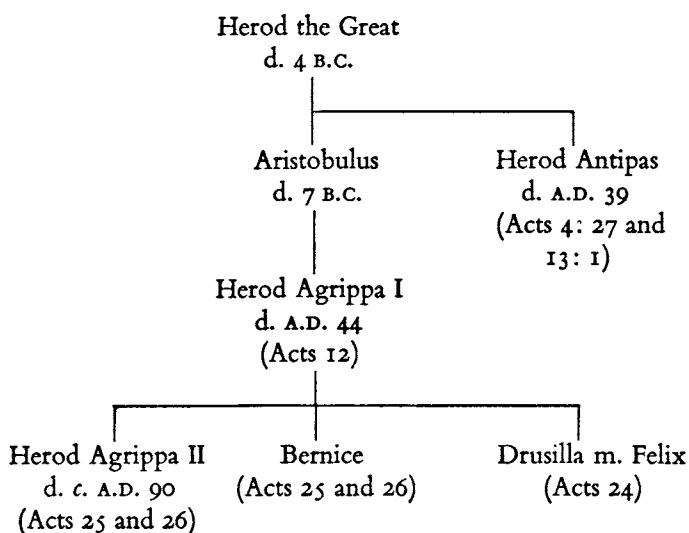 Herod the Great
d. 4 B.C.
Aristobulus
d. 7 B.C.
Herod Antipas
d. A.D. 39
(Acts 4: 27 and
13: 1)
Herod Agrippa I
d. A.D. 44
(Acts 12)
Herod Agrippa II
d. c. A.D. 90
(Acts 25 and 26)
Bernice
(Acts 25 and 26)
Drusilla m. Felix
(Acts 24)